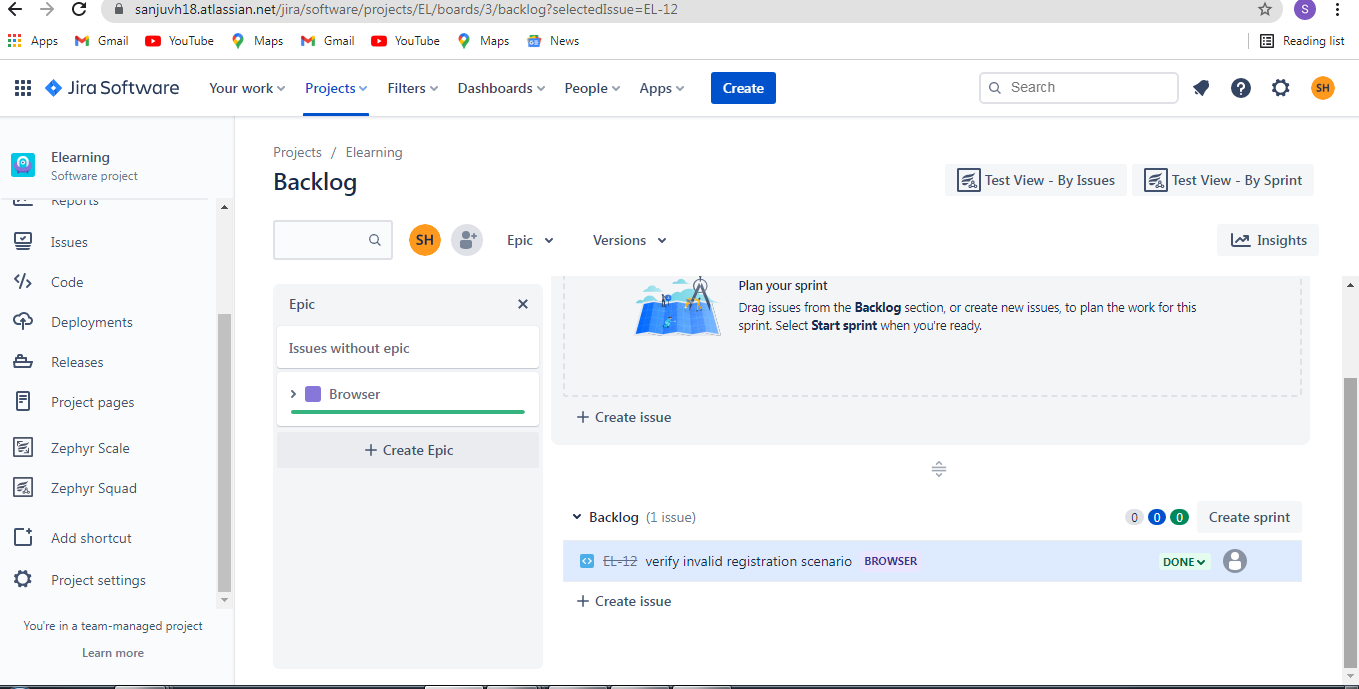 sanjuvh18.atlassian.net/jira/software/projects/EL/boards/3/backlog?selectedIssue=EL-12
S
Apps Gmail YouTube Maps Gmail YouTube Maps News Reading list
Jira Software Your work Projects Filters Dashboards People Apps Create Search SH
Elearning
Software project
Reports
Issues
Code
Deployments
Releases
Project pages
Zephyr Scale
Zephyr Squad
Add shortcut
Project settings
You're in a team-managed project
Learn more
Projects / Elearning
Backlog
Test View - By Issues Test View - By Sprint
SH Epic Versions Insights
Epic
Issues without epic
Browser
+ Create Epic
Plan your sprint
Drag issues from the Backlog section, or create new issues, to plan the work for this
sprint. Select Start sprint when you're ready.
+ Create issue
Backlog (1 issue) 0 0 0 Create sprint
EL-12 verify invalid registration scenario BROWSER DONE
+ Create issue